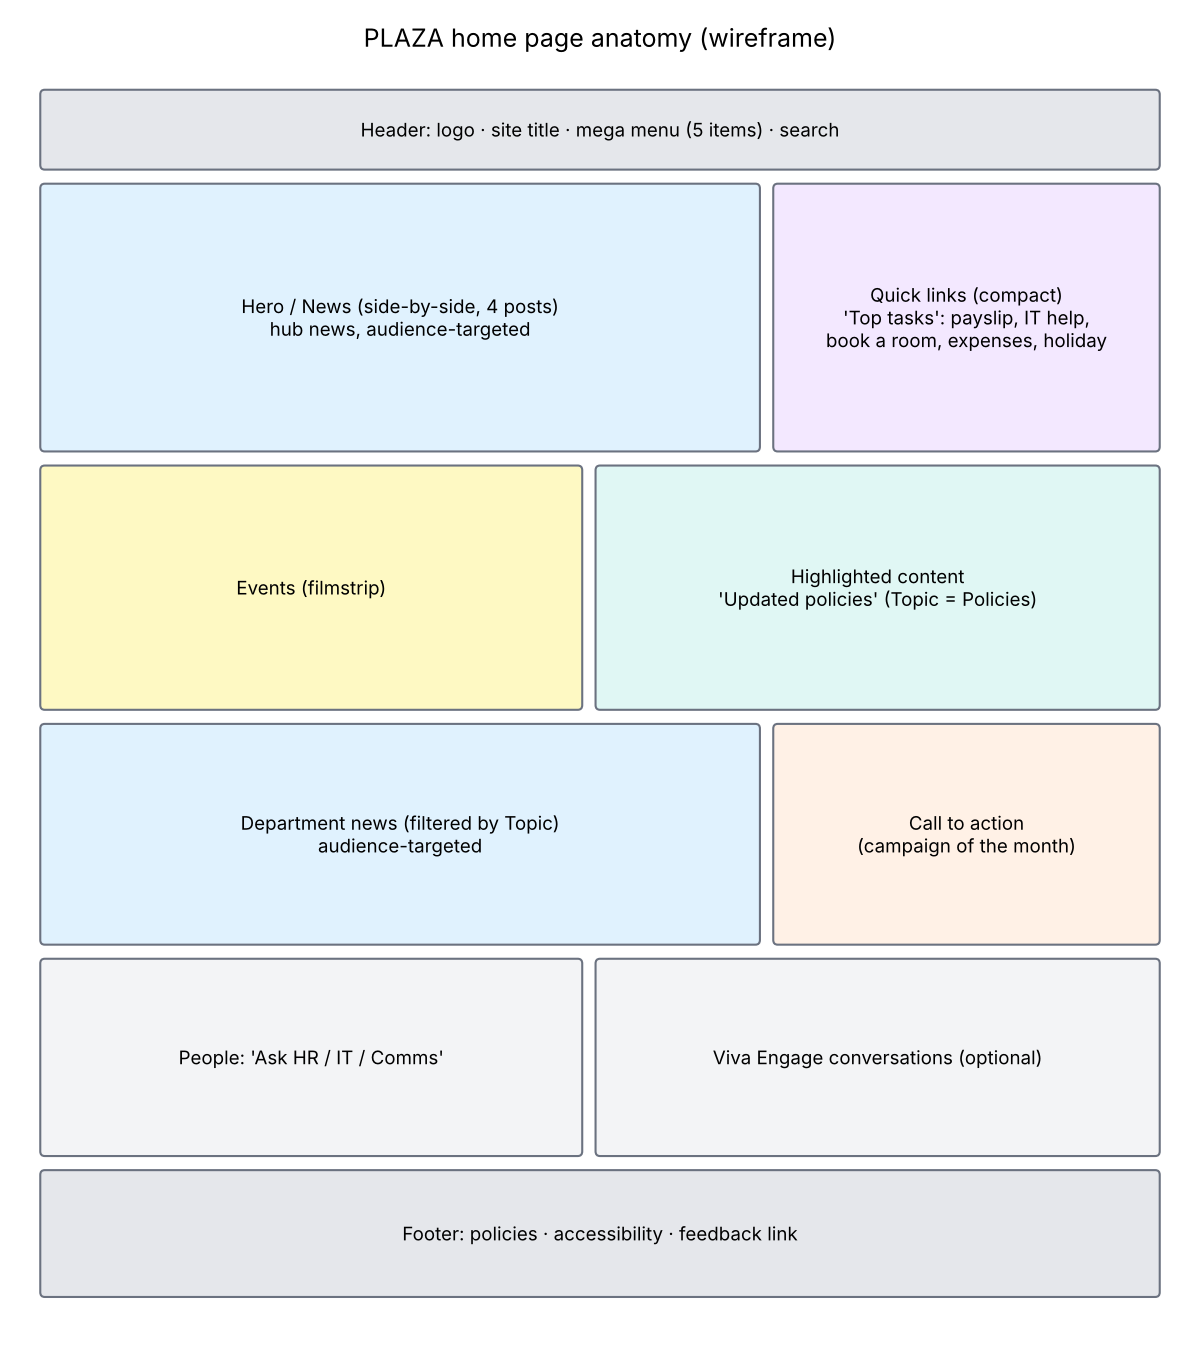 PLAZA home page anatomy (wireframe)
Header: logo · site title · mega menu (5 items) · search
Hero / News (side-by-side, 4 posts)
hub news, audience-targeted
Quick links (compact)
'Top tasks': payslip, IT help,
book a room, expenses, holiday
Events (filmstrip)
Highlighted content
'Updated policies' (Topic = Policies)
Department news (filtered by Topic)
audience-targeted
Call to action
(campaign of the month)
People: 'Ask HR / IT / Comms'
Viva Engage conversations (optional)
Footer: policies · accessibility · feedback link